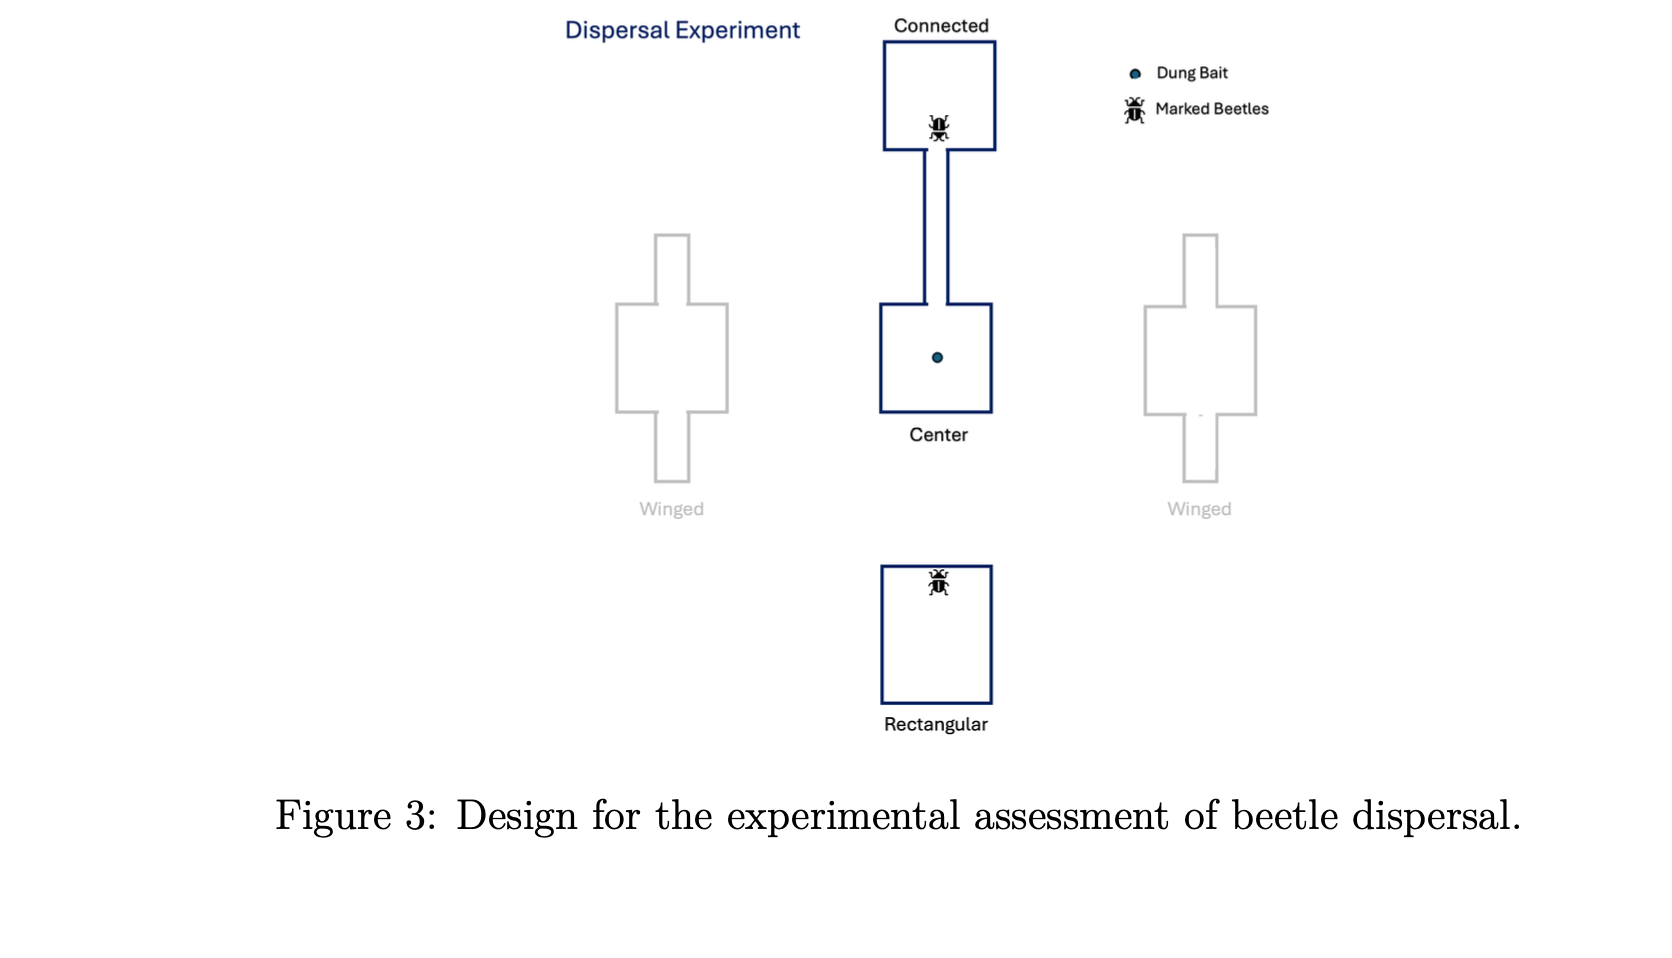 Dispersal Experiment
Connected
Dung Bait
Marked Beetles
Center
Winged
Winged
Rectangular
Figure 3: Design for the experimental assessment of beetle dispersal.